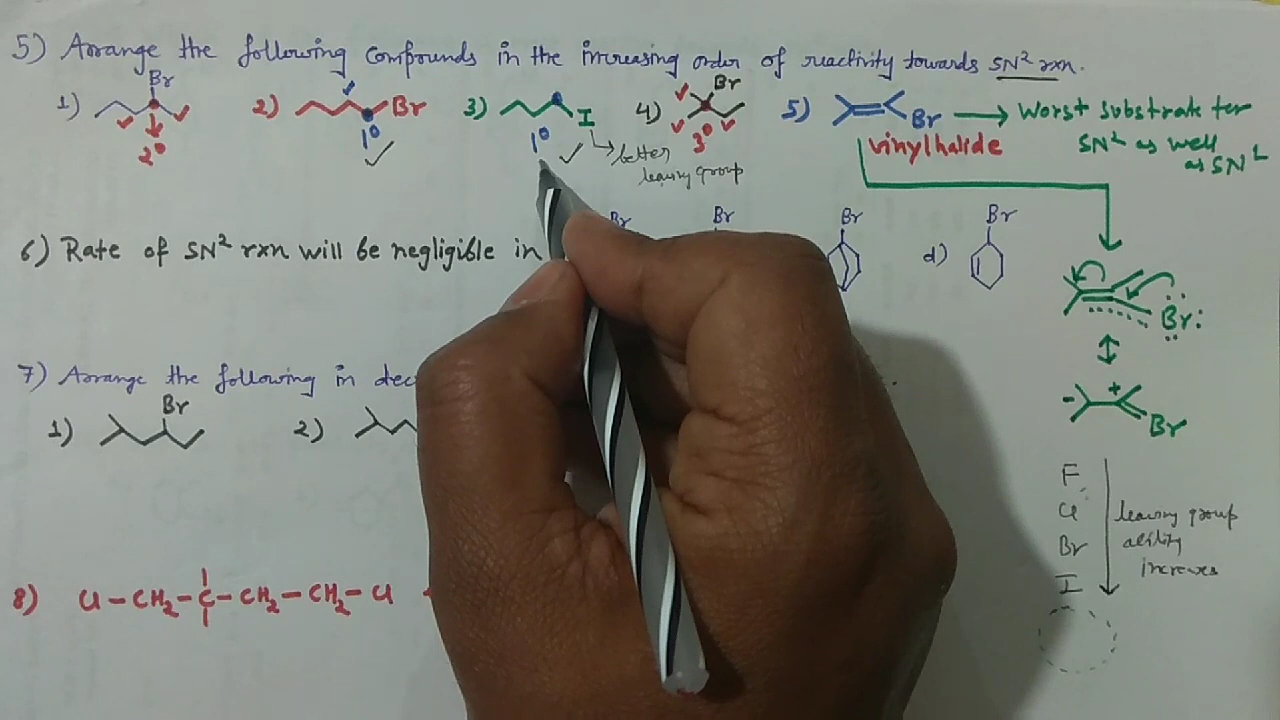 5) Arrange the following compounds in the increasing order of reactivity towards SN² rxn.
1) Br 2°
2) Br 1°
3) I 1° better leaving group
4) Br 3°
5) Br vinylhalide
Worst substrate for
SN² as well
as SN¹
6) Rate of SN² rxn will be negligible in
Br Br Br d) Br
Br:
- + Br
7) Arrange the following in dec
1) Br 2)
F
Cl
Br
I
leaving group
ability
increases
8) Cl-CH₂-C-CH₂-CH₂-Cl